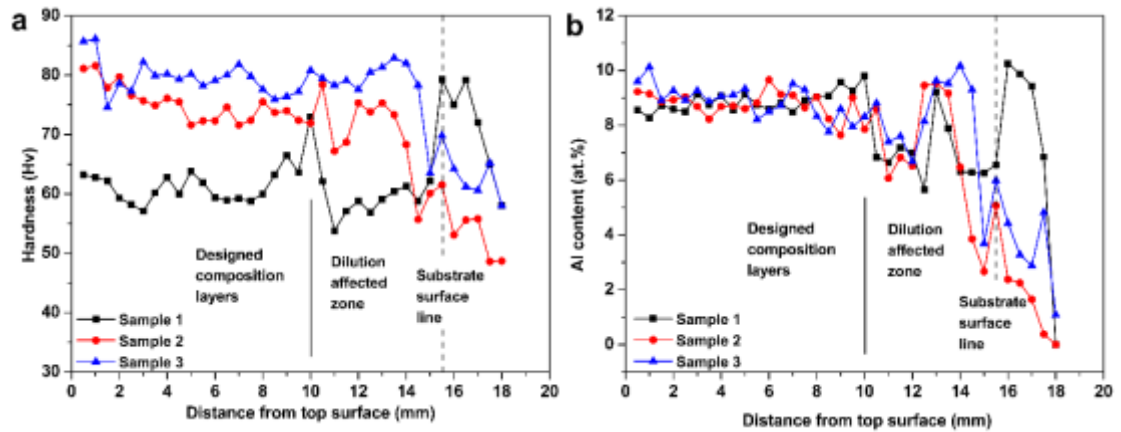 a
90
80
70
60
50
40
30
Hardness (Hv)
Designed
composition
layers
Dilution
affected
zone
Substrate
surface
line
Sample 1
Sample 2
Sample 3
0 2 4 6 8 10 12 14 16 18 20
Distance from top surface (mm)
b
12
10
8
6
4
2
0
Al content (at.%)
Designed
composition
layers
Dilution
affected
zone
Substrate
surface
line
Sample 1
Sample 2
Sample 3
0 2 4 6 8 10 12 14 16 18 20
Distance from top surface (mm)